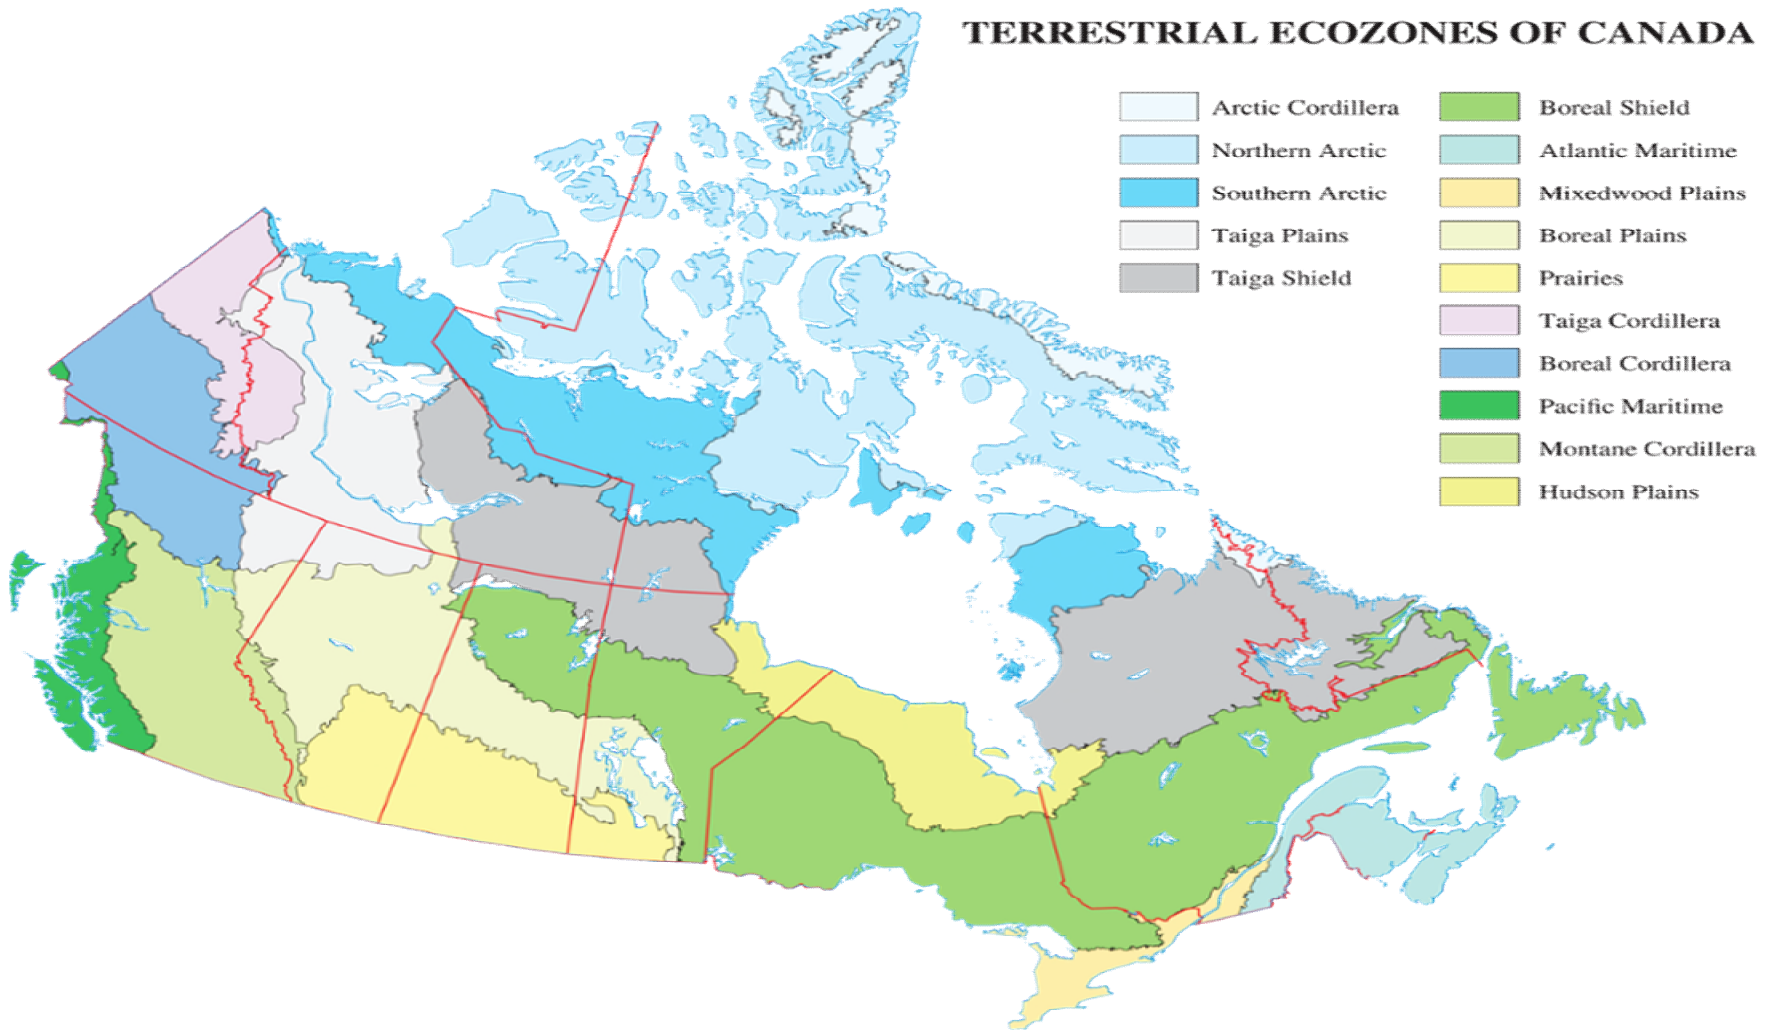 TERRESTRIAL ECOZONES OF CANADA
Arctic Cordillera
Northern Arctic
Southern Arctic
Taiga Plains
Taiga Shield
Boreal Shield
Atlantic Maritime
Mixedwood Plains
Boreal Plains
Prairies
Taiga Cordillera
Boreal Cordillera
Pacific Maritime
Montane Cordillera
Hudson Plains